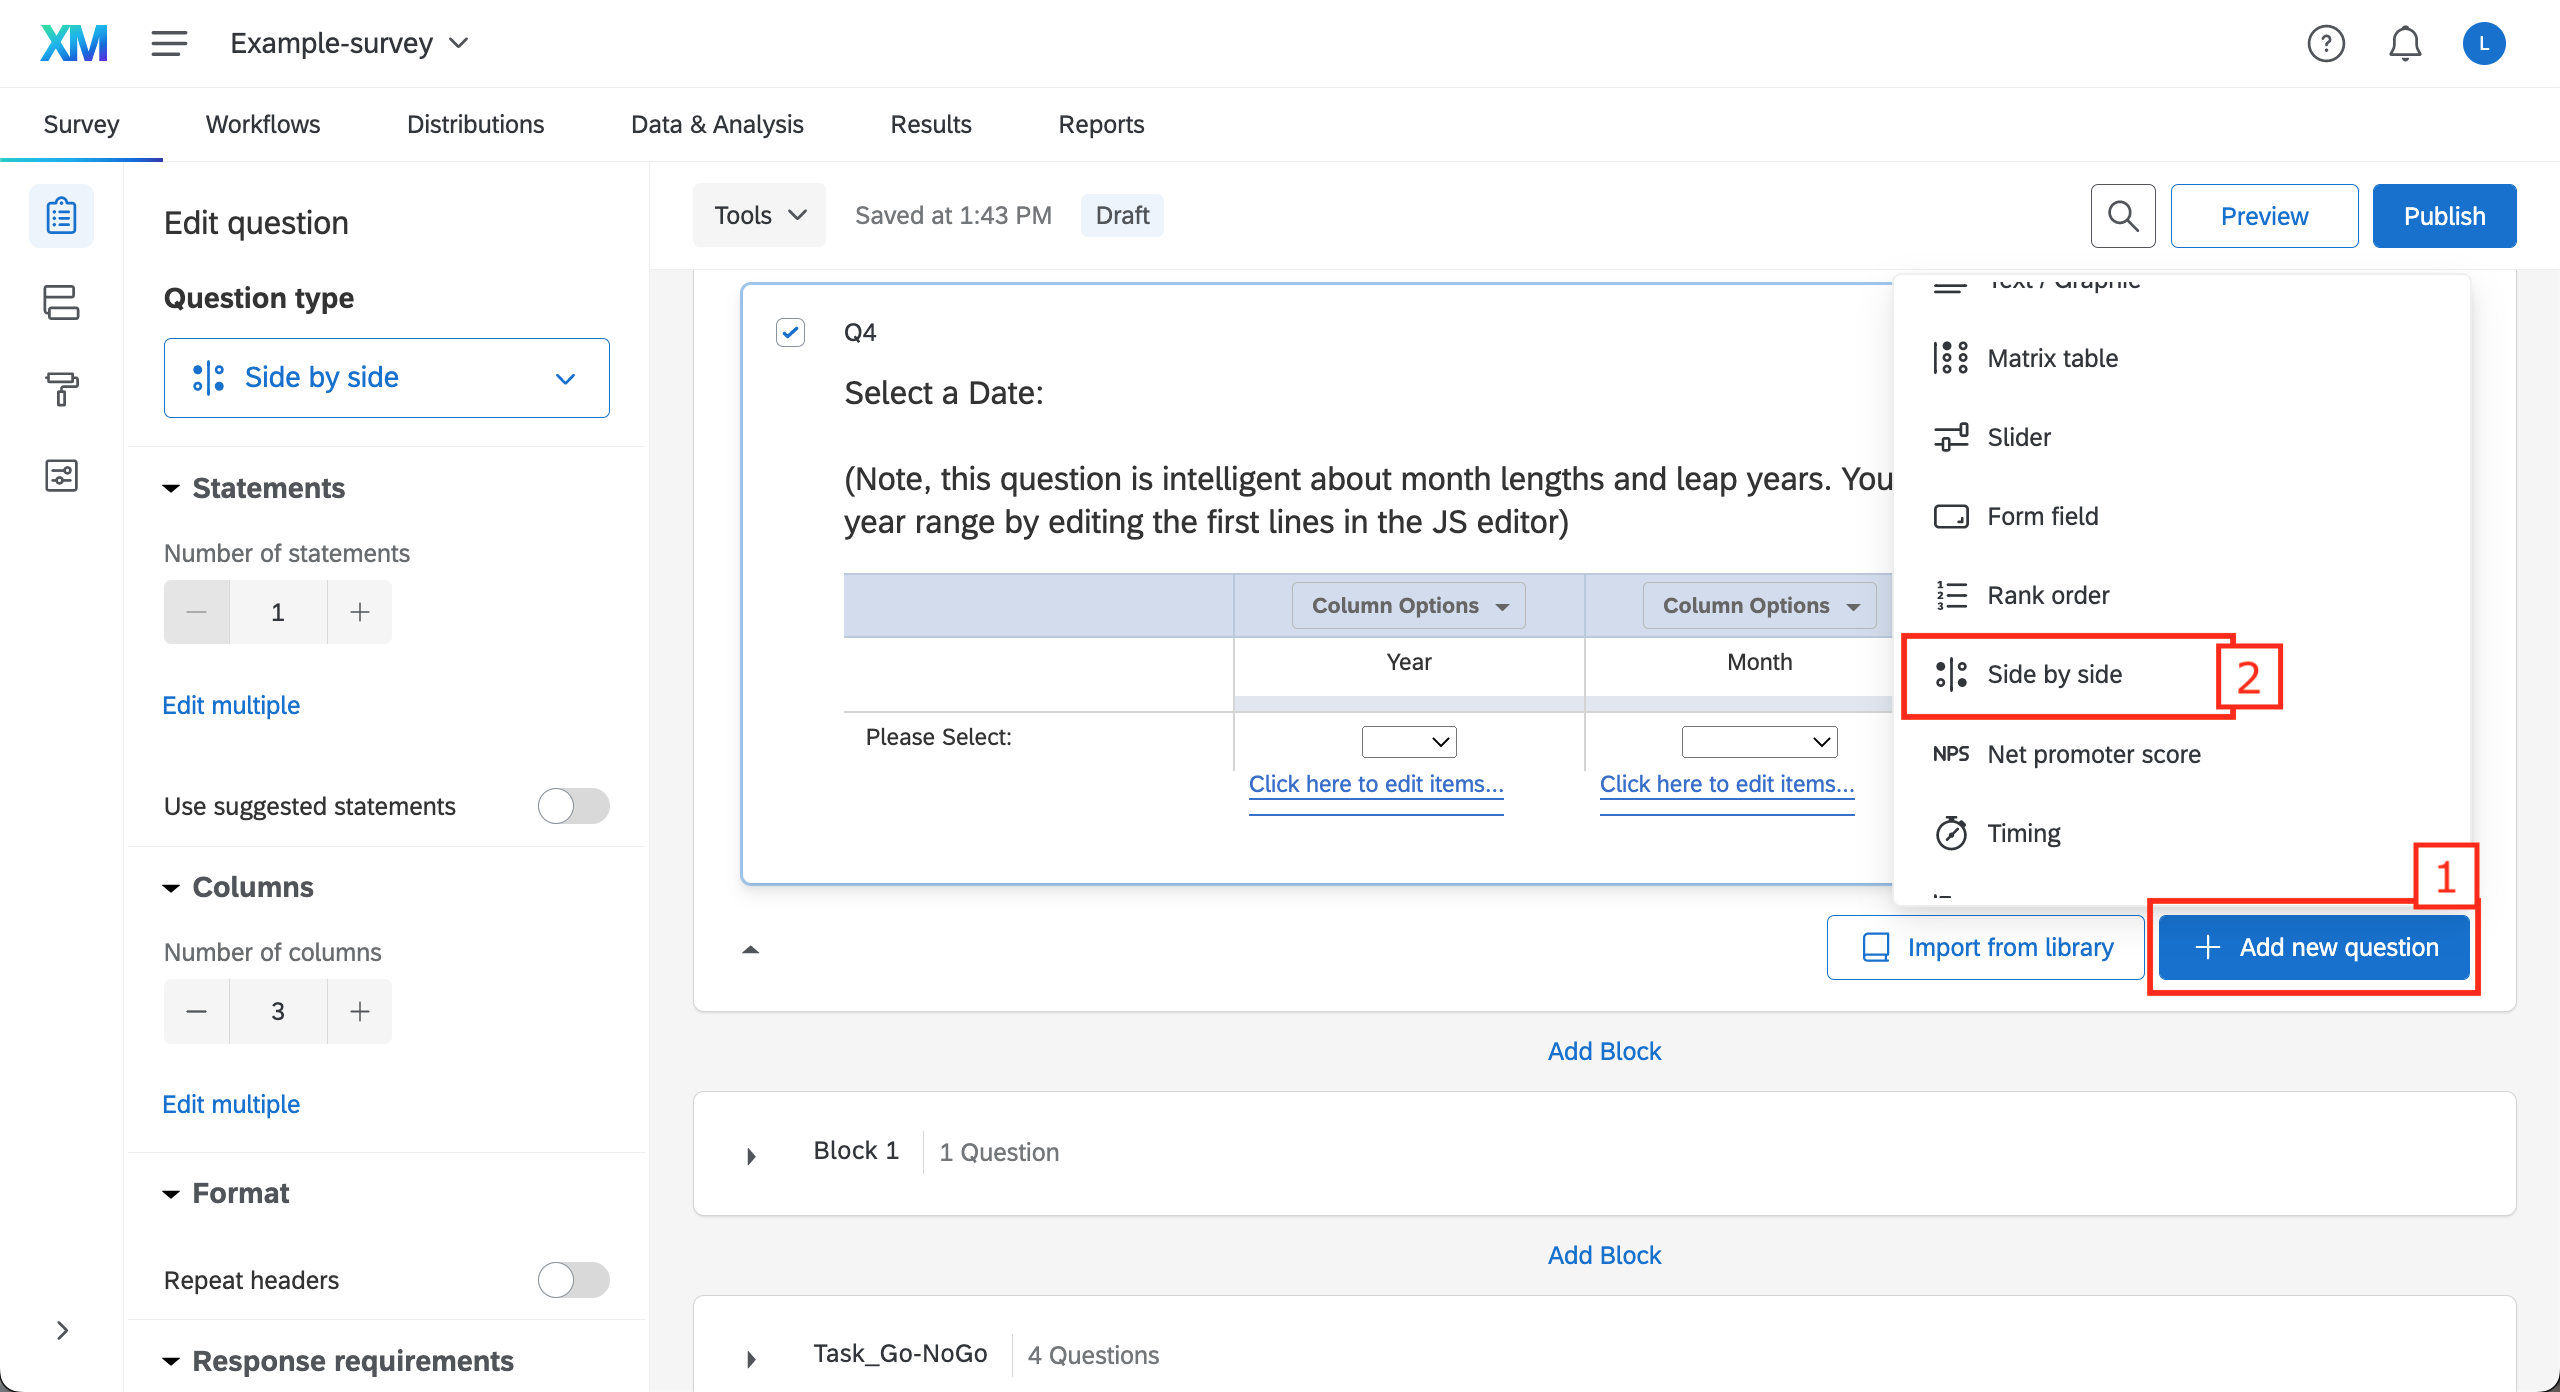 XM
Example-survey
?
L
Survey
Workflows
Distributions
Data & Analysis
Results
Reports
Edit question
Question type
Side by side
Statements
Number of statements
1
Edit multiple
Use suggested statements
Columns
Number of columns
3
Edit multiple
Format
Repeat headers
Response requirements
Tools
Saved at 1:43 PM
Draft
Preview
Publish
Q4
Select a Date:
(Note, this question is intelligent about month lengths and leap years. You
year range by editing the first lines in the JS editor)
Column Options
Column Options
Year
Month
Please Select:
Click here to edit items...
Click here to edit items...
Text / Graphic
Matrix table
Slider
Form field
Rank order
Side by side
2
NPS Net promoter score
Timing
1
Import from library
Add new question
Add Block
Block 1
1 Question
Add Block
Task_Go-NoGo
4 Questions